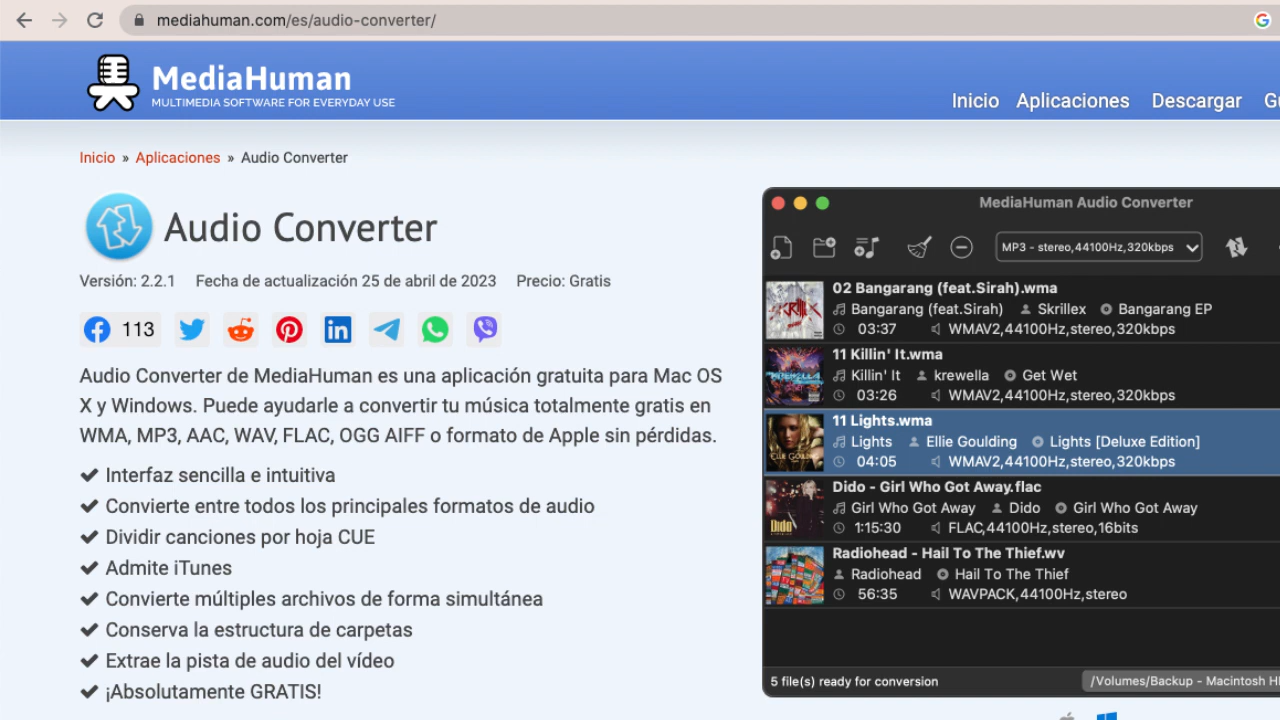 mediahuman.com/es/audio-converter/
MediaHuman
MULTIMEDIA SOFTWARE FOR EVERYDAY USE
Inicio Aplicaciones Descargar
Inicio » Aplicaciones » Audio Converter
Audio Converter
Versión: 2.2.1 Fecha de actualización 25 de abril de 2023 Precio: Gratis
113
Audio Converter de MediaHuman es una aplicación gratuita para Mac OS
X y Windows. Puede ayudarle a convertir tu música totalmente gratis en
WMA, MP3, AAC, WAV, FLAC, OGG AIFF o formato de Apple sin pérdidas.
Interfaz sencilla e intuitiva
Convierte entre todos los principales formatos de audio
Dividir canciones por hoja CUE
Admite iTunes
Convierte múltiples archivos de forma simultánea
Conserva la estructura de carpetas
Extrae la pista de audio del vídeo
¡Absolutamente GRATIS!
MediaHuman Audio Converter
MP3 - stereo,44100Hz,320kbps
02 Bangarang (feat.Sirah).wma
Bangarang (feat.Sirah) Skrillex Bangarang EP
03:37 WMAV2,44100Hz,stereo,320kbps
11 Killin' It.wma
Killin' It krewella Get Wet
03:26 WMAV2,44100Hz,stereo,320kbps
11 Lights.wma
Lights Ellie Goulding Lights [Deluxe Edition]
04:05 WMAV2,44100Hz,stereo,320kbps
Dido - Girl Who Got Away.flac
Girl Who Got Away Dido Girl Who Got Away
1:15:30 FLAC,44100Hz,stereo,16bits
Radiohead - Hail To The Thief.wv
Radiohead Hail To The Thief
56:35 WAVPACK,44100Hz,stereo
5 file(s) ready for conversion
/Volumes/Backup - Macintosh